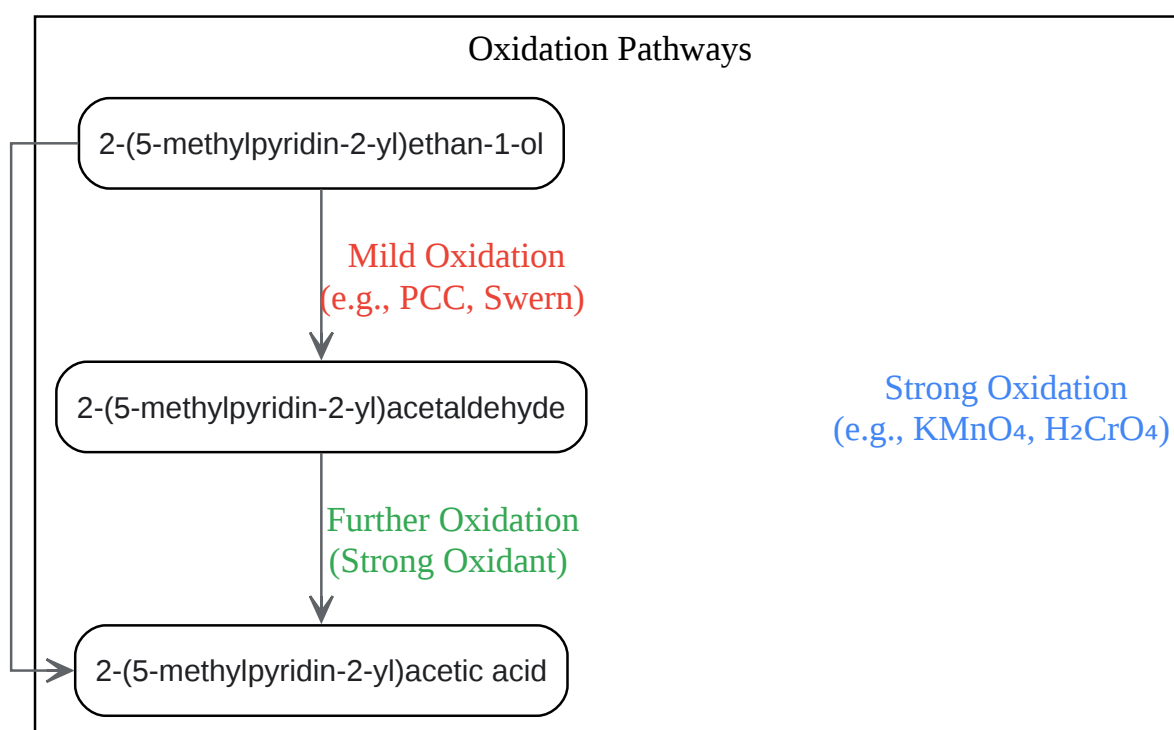 Oxidation Pathways
2-(5-methylpyridin-2-yl)ethan-1-ol
Mild Oxidation
(e.g., PCC, Swern)
2-(5-methylpyridin-2-yl)acetaldehyde
Strong Oxidation
(e.g., KMnO₄, H₂CrO₄)
Further Oxidation
(Strong Oxidant)
2-(5-methylpyridin-2-yl)acetic acid